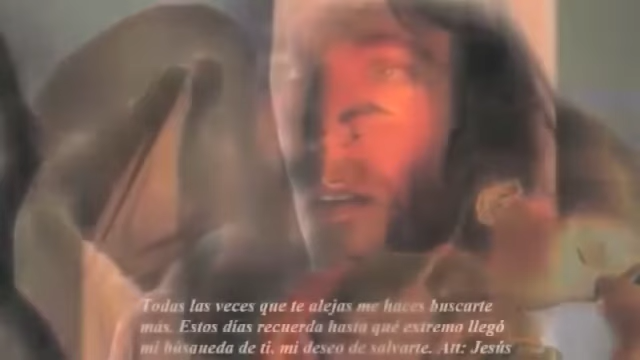 Todas las veces que te alejas me haces buscarte
más. Estos días recuerda hasta qué extremo llegó
mi búsqueda de ti, mi deseo de salvarte. Att: Jesús